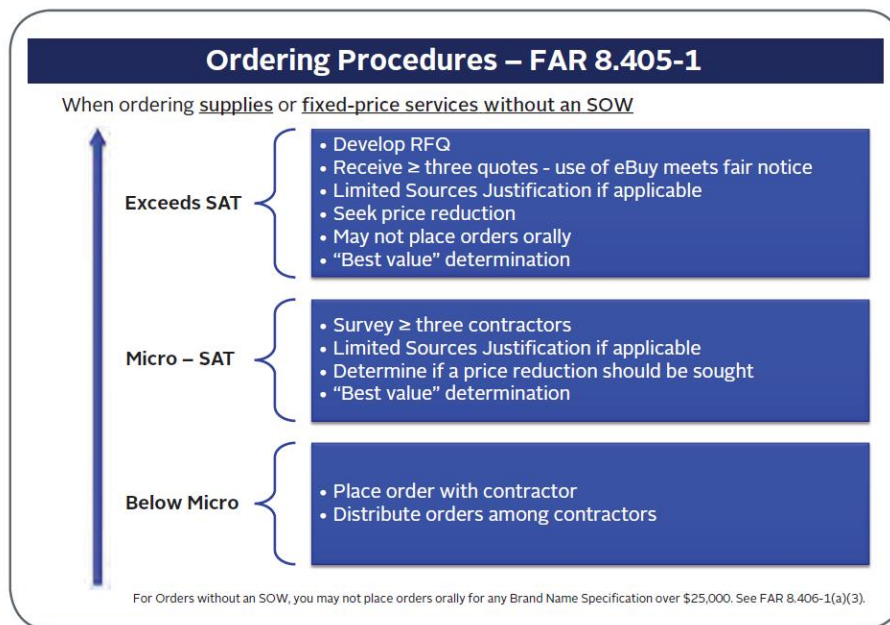 Ordering Procedures – FAR 8.405-1
When ordering supplies or fixed-price services without an SOW
Exceeds SAT
• Develop RFQ
• Receive ≥ three quotes - use of eBuy meets fair notice
• Limited Sources Justification if applicable
• Seek price reduction
• May not place orders orally
• “Best value” determination
Micro – SAT
• Survey ≥ three contractors
• Limited Sources Justification if applicable
• Determine if a price reduction should be sought
• “Best value” determination
Below Micro
• Place order with contractor
• Distribute orders among contractors
For Orders without an SOW, you may not place orders orally for any Brand Name Specification over $25,000. See FAR 8.406-1(a)(3).